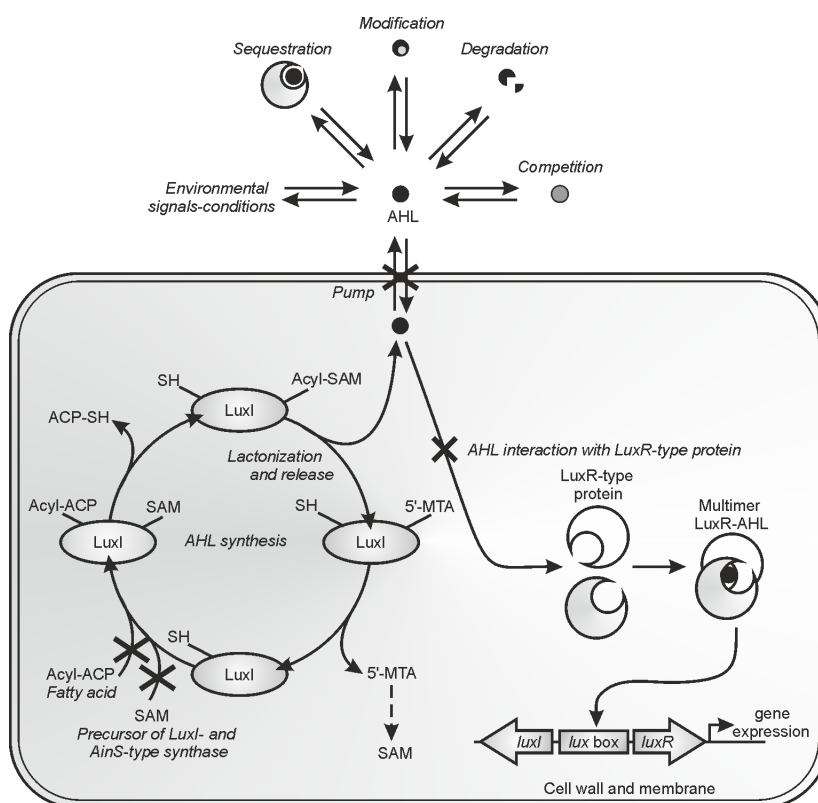 Modification
Sequestration
Degradation
Competition
Environmental
signals-conditions
AHL
Pump
SH
Acyl-SAM
LuxI
ACP-SH
Lactonization
and release
AHL interaction with LuxR-type protein
LuxR-type
protein
Multimer
LuxR-AHL
Acyl-ACP
SAM
LuxI
AHL synthesis
SH
5'-MTA
LuxI
SH
LuxI
Acyl-ACP
Fatty acid
SAM
Precursor of LuxI- and
AinS-type synthase
5'-MTA
SAM
luxI
lux box
luxR
gene
expression
Cell wall and membrane